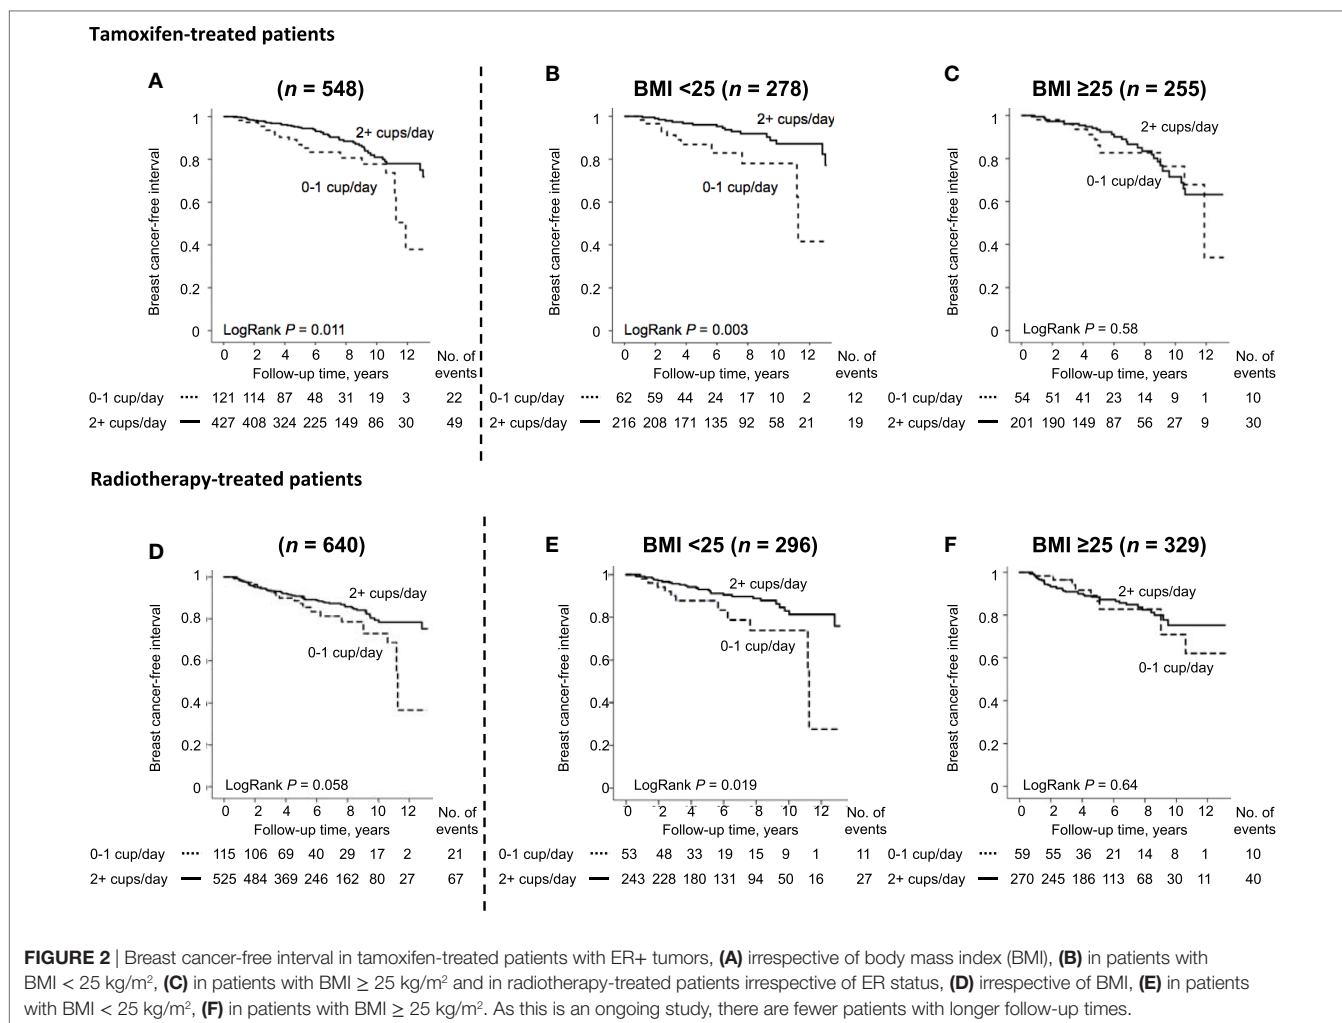 Tamoxifen-treated patients
A
(n = 548)
Breast cancer-free interval
1
0.8
0.6
0.4
0.2
0
2+ cups/day
0-1 cup/day
LogRank P = 0.011
0 2 4 6 8 10 12
Follow-up time, years
No. of
events
0-1 cup/day 121 114 87 48 31 19 3 22
2+ cups/day 427 408 324 225 149 86 30 49
B
BMI <25 (n = 278)
Breast cancer-free interval
1
0.8
0.6
0.4
0.2
0
2+ cups/day
0-1 cup/day
LogRank P = 0.003
0 2 4 6 8 10 12
Follow-up time, years
No. of
events
0-1 cup/day 62 59 44 24 17 10 2 12
2+ cups/day 216 208 171 135 92 58 21 19
C
BMI ≥25 (n = 255)
Breast cancer-free interval
1
0.8
0.6
0.4
0.2
0
2+ cups/day
0-1 cup/day
LogRank P = 0.58
0 2 4 6 8 10 12
Follow-up time, years
No. of
events
0-1 cup/day 54 51 41 23 14 9 1 10
2+ cups/day 201 190 149 87 56 27 9 30
Radiotherapy-treated patients
D
(n = 640)
Breast cancer-free interval
1
0.8
0.6
0.4
0.2
0
2+ cups/day
0-1 cup/day
LogRank P = 0.058
0 2 4 6 8 10 12
Follow-up time, years
No. of
events
0-1 cup/day 115 106 69 40 29 17 2 21
2+ cups/day 525 484 369 246 162 80 27 67
E
BMI <25 (n = 296)
Breast cancer-free interval
1
0.8
0.6
0.4
0.2
0
2+ cups/day
0-1 cup/day
LogRank P = 0.019
0 2 4 6 8 10 12
Follow-up time, years
No. of
events
0-1 cup/day 53 48 33 19 15 9 1 11
2+ cups/day 243 228 180 131 94 50 16 27
F
BMI ≥25 (n = 329)
Breast cancer-free interval
1
0.8
0.6
0.4
0.2
0
2+ cups/day
0-1 cup/day
LogRank P = 0.64
0 2 4 6 8 10 12
Follow-up time, years
No. of
events
0-1 cup/day 59 55 36 21 14 8 1 10
2+ cups/day 270 245 186 113 68 30 11 40
FIGURE 2 | Breast cancer-free interval in tamoxifen-treated patients with ER+ tumors, (A) irrespective of body mass index (BMI), (B) in patients with
BMI < 25 kg/m², (C) in patients with BMI ≥ 25 kg/m² and in radiotherapy-treated patients irrespective of ER status, (D) irrespective of BMI, (E) in patients
with BMI < 25 kg/m², (F) in patients with BMI ≥ 25 kg/m². As this is an ongoing study, there are fewer patients with longer follow-up times.